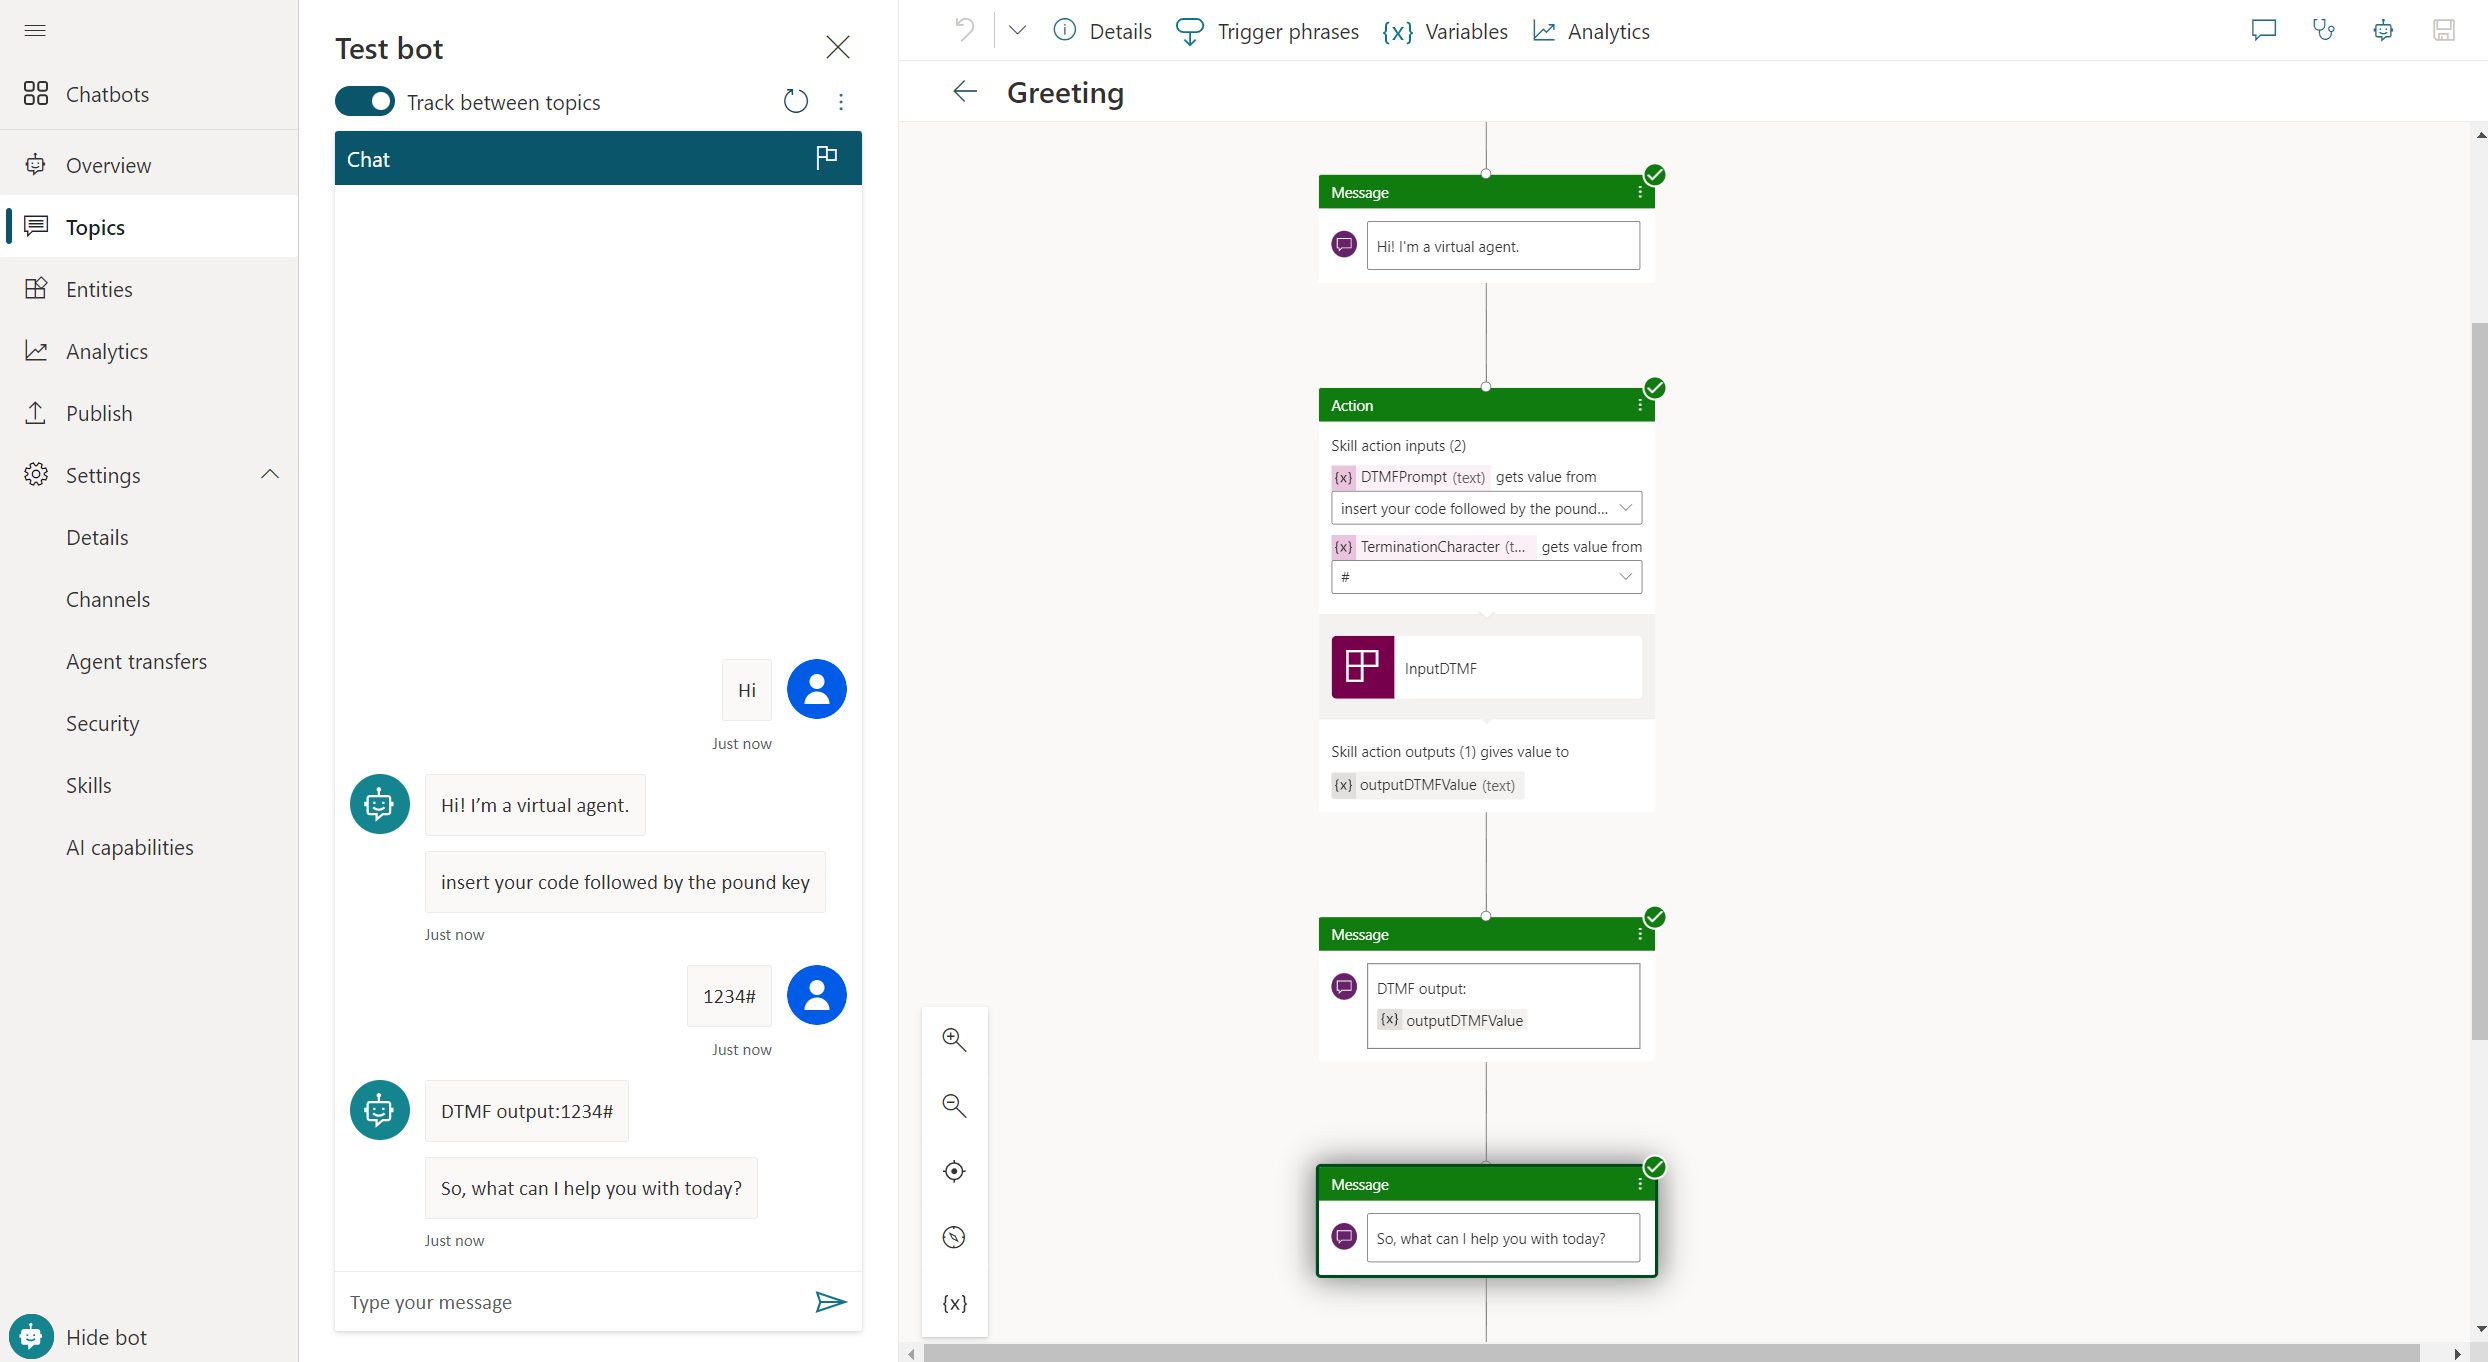 Chatbots
Overview
Topics
Entities
Analytics
Publish
Settings
Details
Channels
Agent transfers
Security
Skills
AI capabilities
Hide bot
Test bot
Track between topics
Chat
Hi
Just now
Hi! I'm a virtual agent.
insert your code followed by the pound key
Just now
1234#
Just now
DTMF output:1234#
So, what can I help you with today?
Just now
Type your message
Details
Trigger phrases
{x} Variables
Analytics
Greeting
Message
Hi! I'm a virtual agent.
Action
Skill action inputs (2)
{x} DTMFPrompt (text) gets value from
insert your code followed by the pound...
{x} TerminationCharacter (t... gets value from
#
InputDTMF
Skill action outputs (1) gives value to
{x} outputDTMFValue (text)
Message
DTMF output:
{x} outputDTMFValue
Message
So, what can I help you with today?
{x}